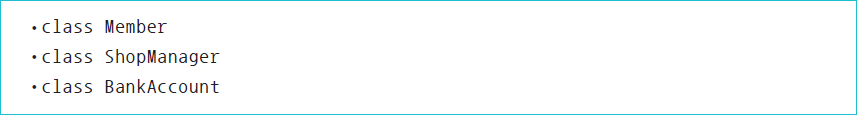 •class Member
•class ShopManager
•class BankAccount